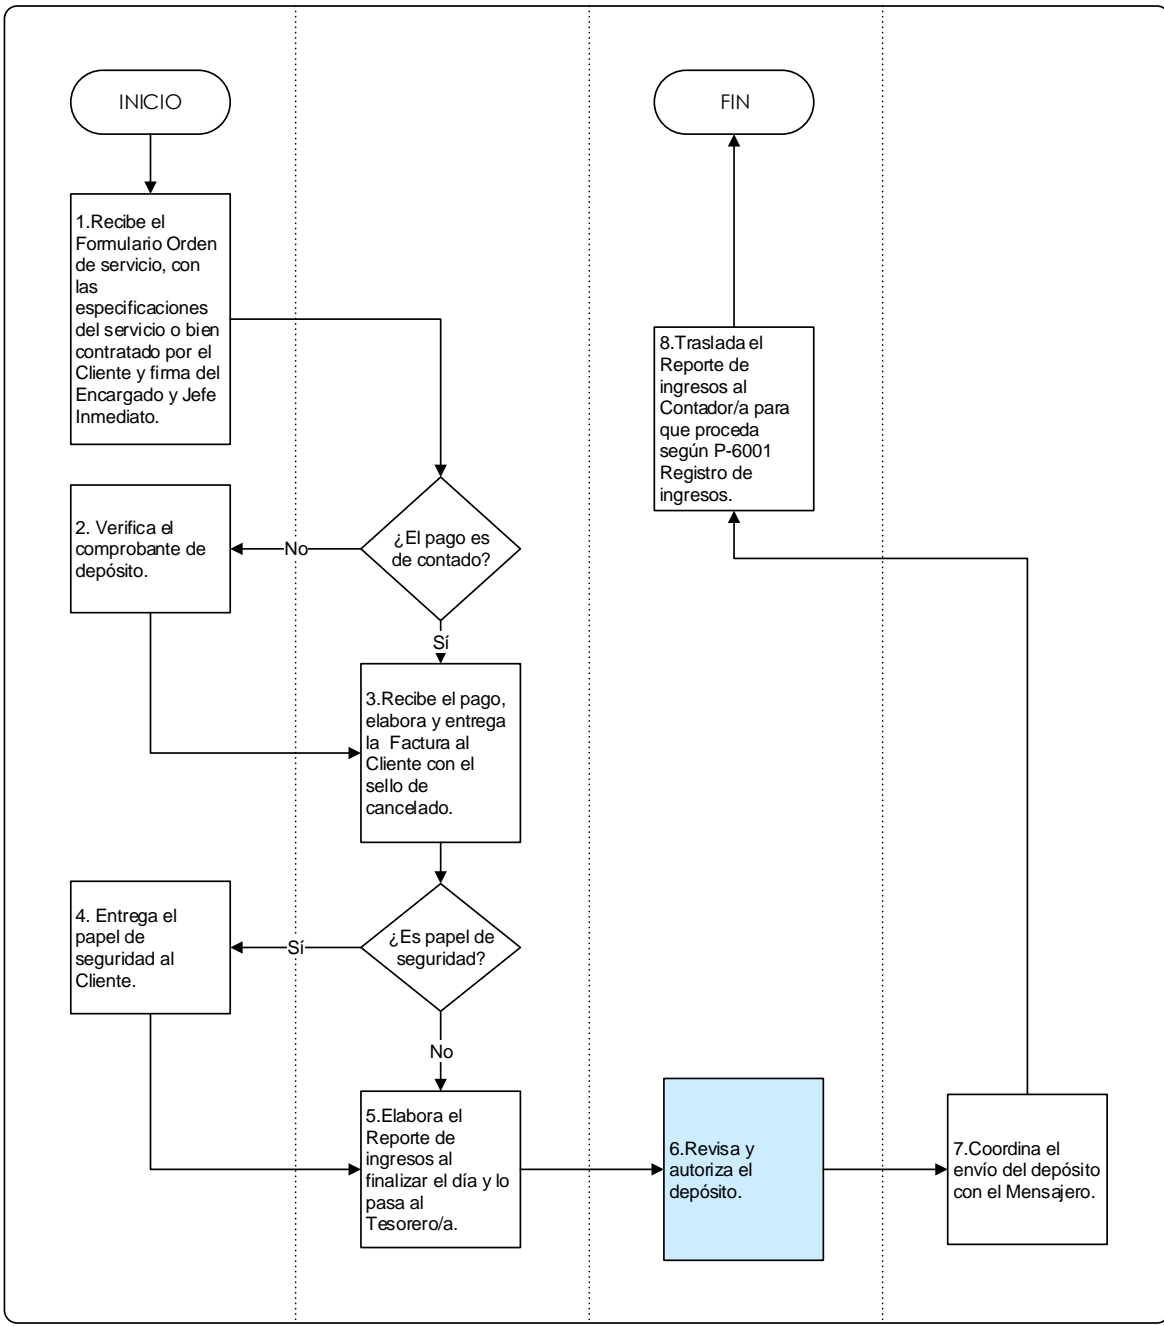 INICIO
FIN
1.Recibe el
Formulario Orden
de servicio, con
las
especificaciones
del servicio o bien
contratado por el
Cliente y firma del
Encargado y Jefe
Inmediato.
8.Traslada el
Reporte de
ingresos al
Contador/a para
que proceda
según P-6001
Registro de
ingresos.
2. Verifica el
comprobante de
depósito.
No
¿El pago es
de contado?
Sí
3.Recibe el pago,
elabora y entrega
la Factura al
Cliente con el
sello de
cancelado.
4. Entrega el
papel de
seguridad al
Cliente.
Sí
¿Es papel de
seguridad?
No
5.Elabora el
Reporte de
ingresos al
finalizar el día y lo
pasa al
Tesorero/a.
6.Revisa y
autoriza el
depósito.
7.Coordina el
envío del depósito
con el Mensajero.